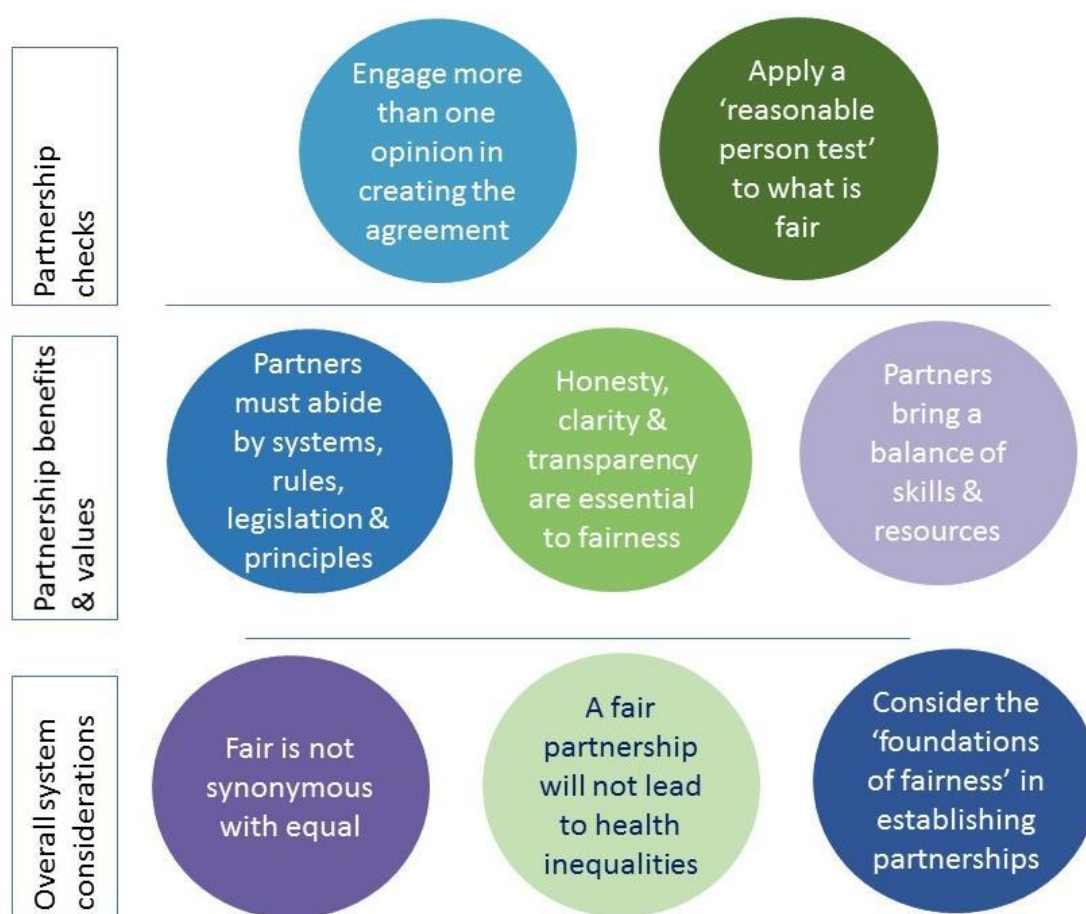 Partnership
checks
Engage more
than one
opinion in
creating the
agreement
Apply a
‘reasonable
person test’
to what is
fair
Partnership benefits
& values
Partners
must abide
by systems,
rules,
legislation &
principles
Honesty,
clarity &
transparency
are essential
to fairness
Partners
bring a
balance of
skills &
resources
Overall system
considerations
Fair is not
synonymous
with equal
A fair
partnership
will not lead
to health
inequalities
Consider the
‘foundations
of fairness’ in
establishing
partnerships